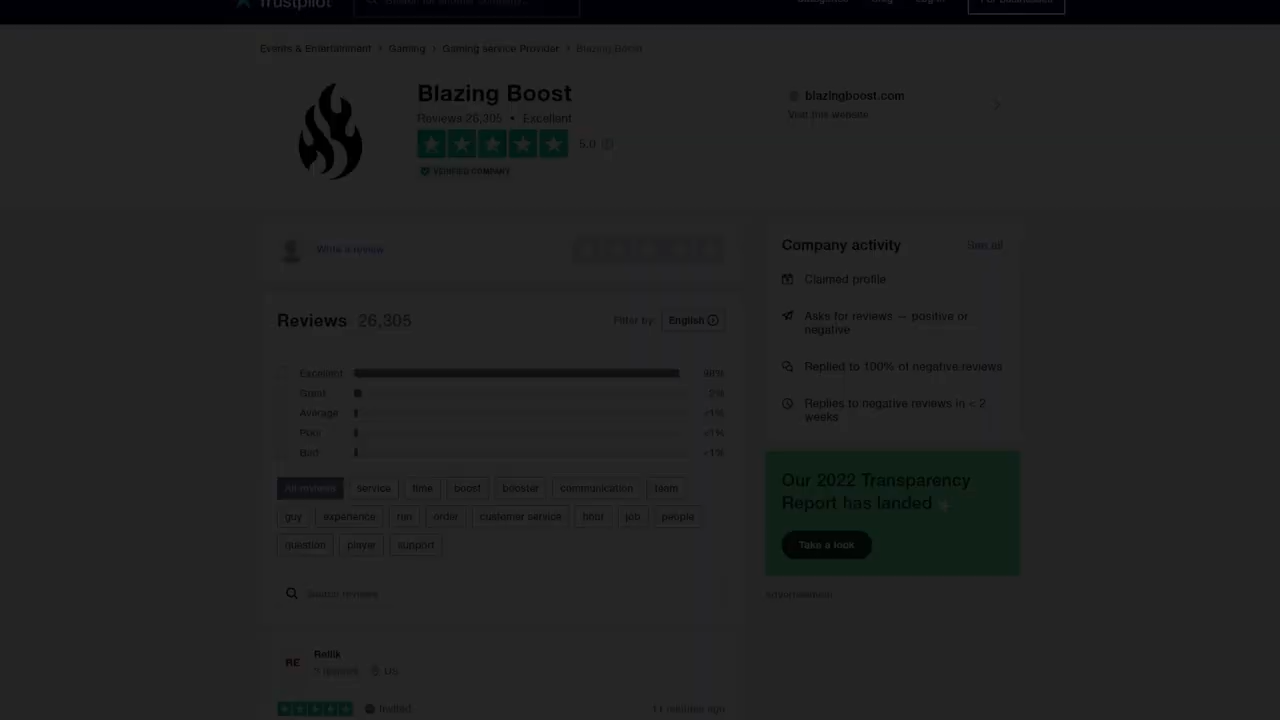 Trustpilot
Events & Entertainment > Gaming > Gaming service Provider > Blazing Boost
Blazing Boost
Reviews 26,305 • Excellent
5.0
VERIFIED COMPANY
blazingboost.com
Visit this website
Write a review
Company activity
See all
Claimed profile
Asks for reviews — positive or
negative
Replied to 100% of negative reviews
Replies to negative reviews in < 2
weeks
Reviews 26,305
Filter by:
English
Excellent 98%
Great 2%
Average <1%
Poor <1%
Bad <1%
All reviews service time boost booster communication team
guy experience run order customer service hour job people
question player support
Search reviews
Our 2022 Transparency
Report has landed
Take a look
Advertisement
RE
Rellik
US
Invited
11 minutes ago